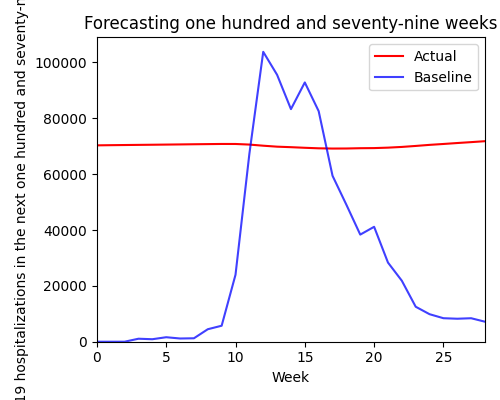 Forecasting one hundred and seventy-nine weeks
19 hospitalizations in the next one hundred and seventy-n
100000
80000
60000
40000
20000
0
0 5 10 15 20 25
Week
Actual
Baseline